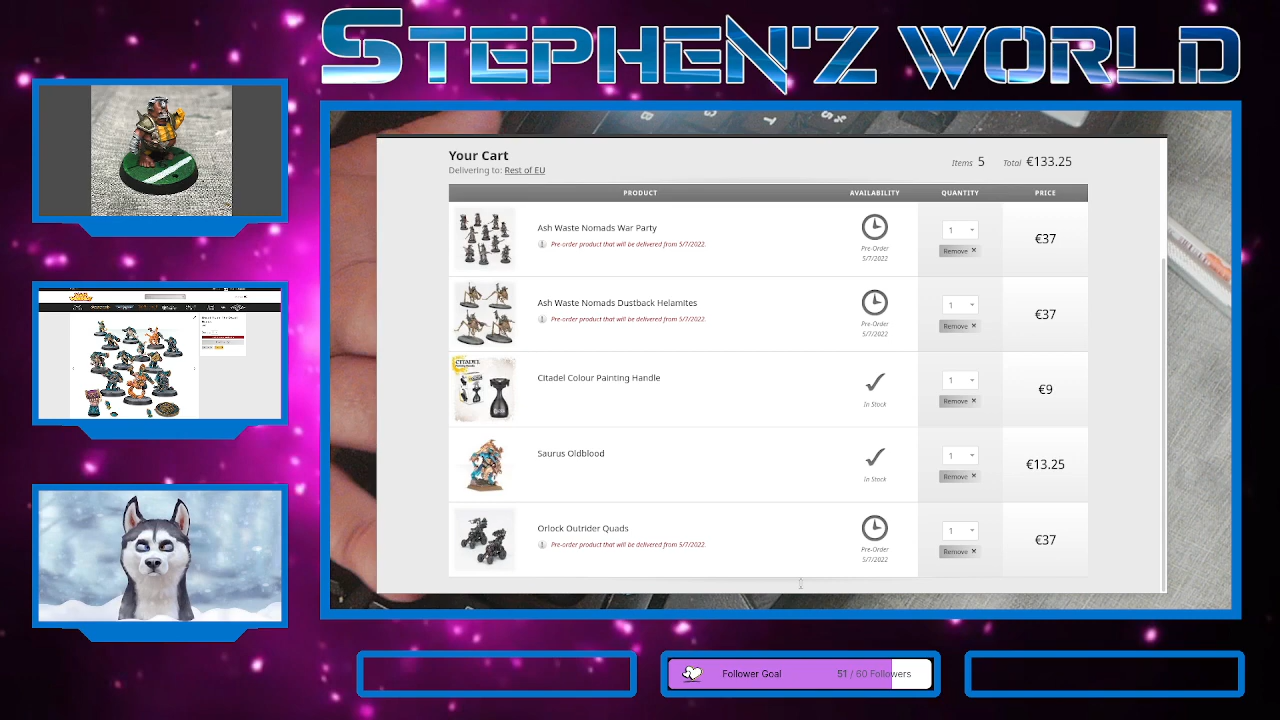 STEPHEN'Z WORLD
Your Cart
Delivering to: Rest of EU
Items 5 Total €133.25
PRODUCT AVAILABILITY QUANTITY PRICE
Ash Waste Nomads War Party
Pre-order product that will be delivered from 5/7/2022.
Pre-Order
5/7/2022
1
Remove ×
€37
Ash Waste Nomads Dustback Helamites
Pre-order product that will be delivered from 5/7/2022.
Pre-Order
5/7/2022
1
Remove ×
€37
CITADEL
Citadel Colour Painting Handle
In Stock
1
Remove ×
€9
Saurus Oldblood
In Stock
1
Remove ×
€13.25
Orlock Outrider Quads
Pre-order product that will be delivered from 5/7/2022.
Pre-Order
5/7/2022
1
Remove ×
€37
Follower Goal 51 / 60 Followers